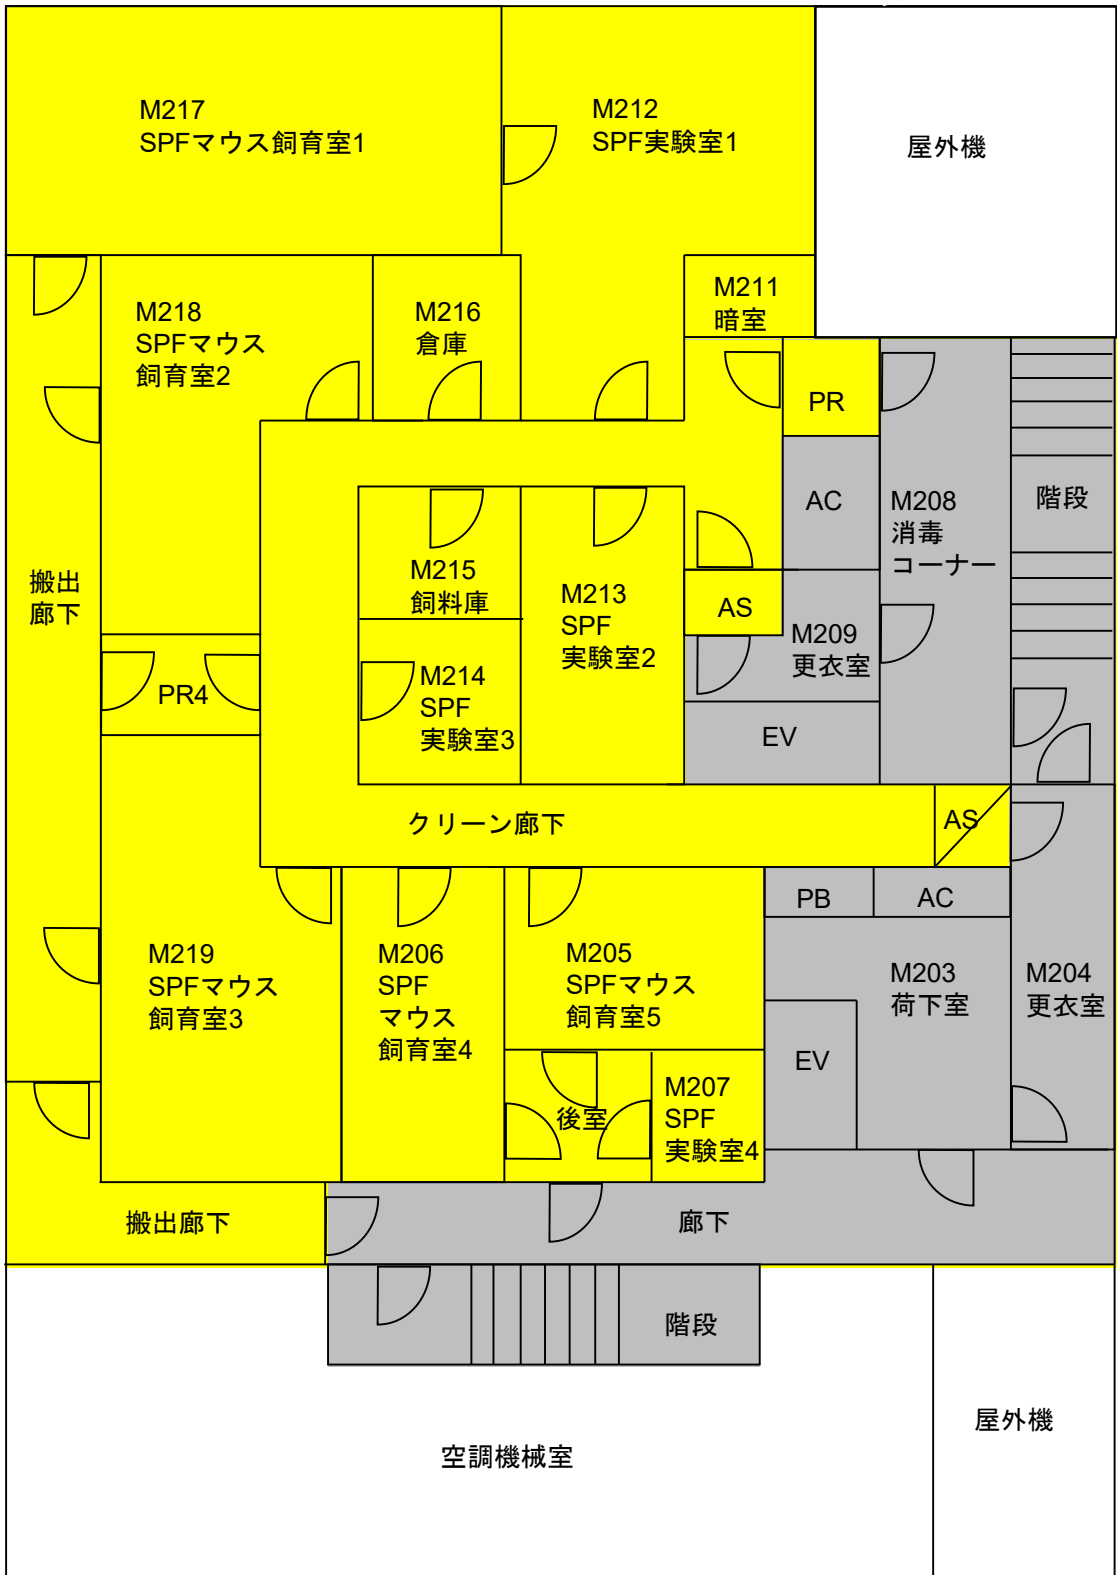 M217
SPFマウス飼育室1
M212
SPF実験室1
屋外機
M218
SPFマウス
飼育室2
M216
倉庫
M211
暗室
PR
AC
M208
消毒
コーナー
階段
搬出
廊下
M215
飼料庫
M213
SPF
実験室2
AS
M209
更衣室
PR4
M214
SPF
実験室3
EV
クリーン廊下
AS
PB
AC
M219
SPFマウス
飼育室3
M206
SPF
マウス
飼育室4
M205
SPFマウス
飼育室5
M203
荷下室
M204
更衣室
EV
後室
M207
SPF
実験室4
搬出廊下
廊下
階段
空調機械室
屋外機